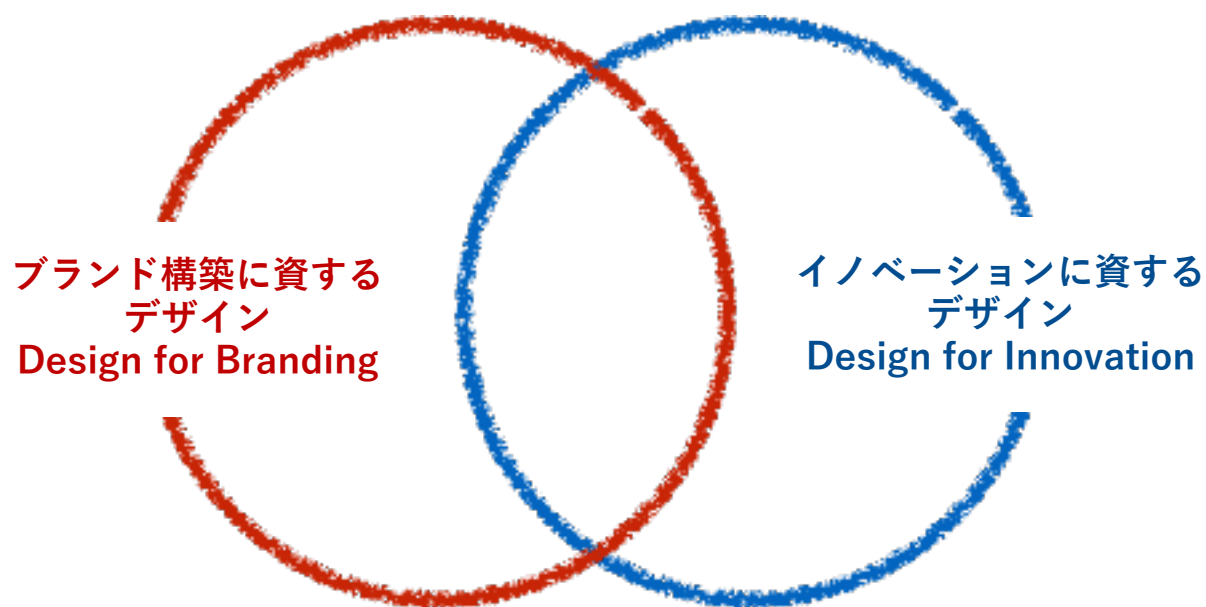 ブランド構築に資する
デザイン
Design for Branding
イノベーションに資する
デザイン
Design for Innovation